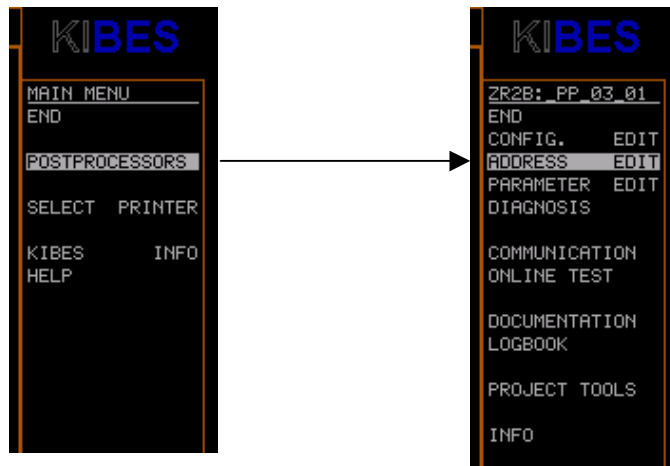 KIBES
MAIN MENU
END
POSTPROCESSORS
SELECT PRINTER
KIBES INFO
HELP
KIBES
ZR2B:_PP_03_01
END
CONFIG. EDIT
ADDRESS EDIT
PARAMETER EDIT
DIAGNOSIS
COMMUNICATION
ONLINE TEST
DOCUMENTATION
LOGBOOK
PROJECT TOOLS
INFO